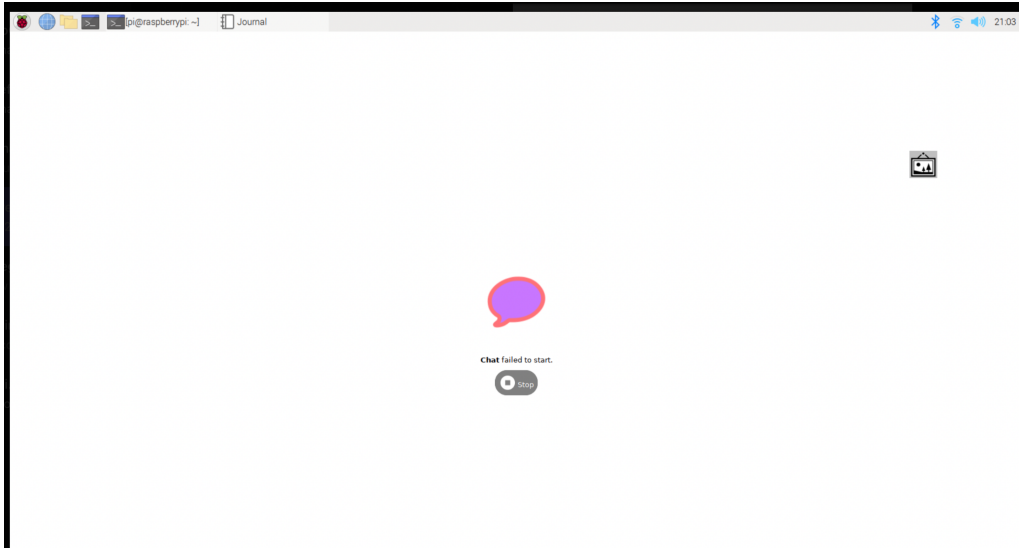 [pi@raspberrypi: ~]
Journal
21:03
Chat failed to start.
Stop